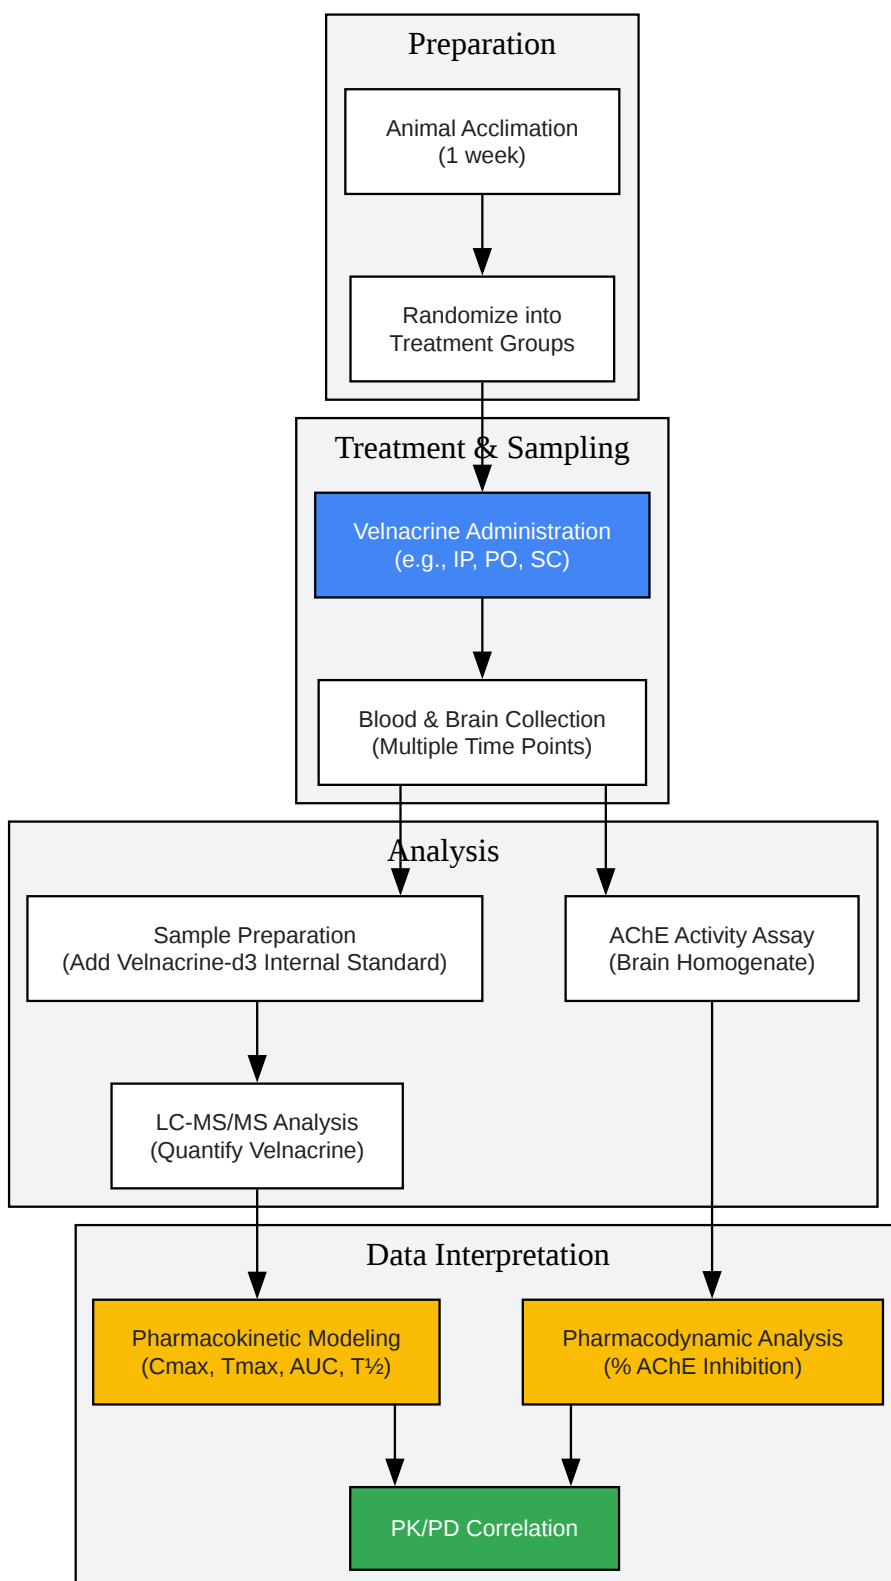 Preparation
Animal Acclimation
(1 week)
Randomize into
Treatment Groups
Treatment & Sampling
Velnacrine Administration
(e.g., IP, PO, SC)
Blood & Brain Collection
(Multiple Time Points)
Analysis
Sample Preparation
(Add Velnacrine-d3 Internal Standard)
AChE Activity Assay
(Brain Homogenate)
LC-MS/MS Analysis
(Quantify Velnacrine)
Data Interpretation
Pharmacokinetic Modeling
(Cmax, Tmax, AUC, T½)
Pharmacodynamic Analysis
(% AChE Inhibition)
PK/PD Correlation